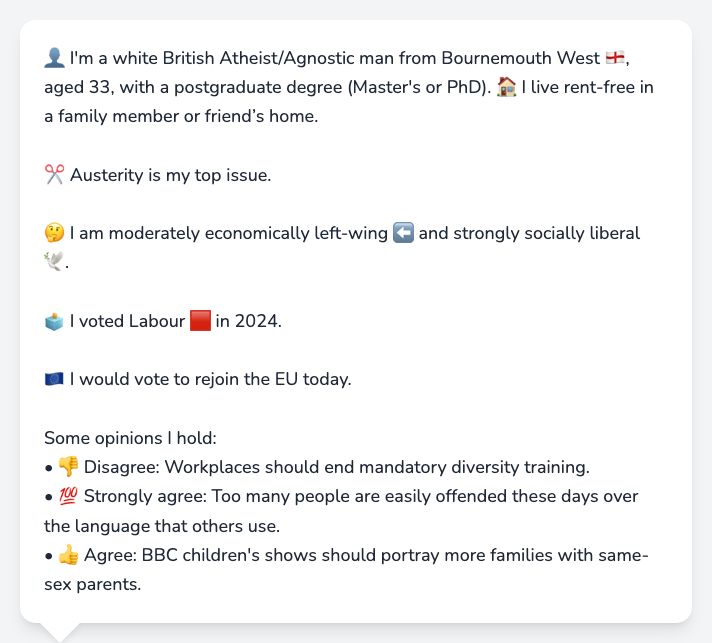 👤 I'm a white British Atheist/Agnostic man from Bournemouth West 🏴󠁧󠁢󠁥󠁮󠁧󠁿,
aged 33, with a postgraduate degree (Master's or PhD). 🏠 I live rent-free in
a family member or friend’s home.
✂️ Austerity is my top issue.
🤔 I am moderately economically left-wing ⬅️ and strongly socially liberal
🕊️.
🗳️ I voted Labour 🟥 in 2024.
🇪🇺 I would vote to rejoin the EU today.
Some opinions I hold:
• 👎 Disagree: Workplaces should end mandatory diversity training.
• 💯 Strongly agree: Too many people are easily offended these days over
the language that others use.
• 👍 Agree: BBC children's shows should portray more families with same-
sex parents.